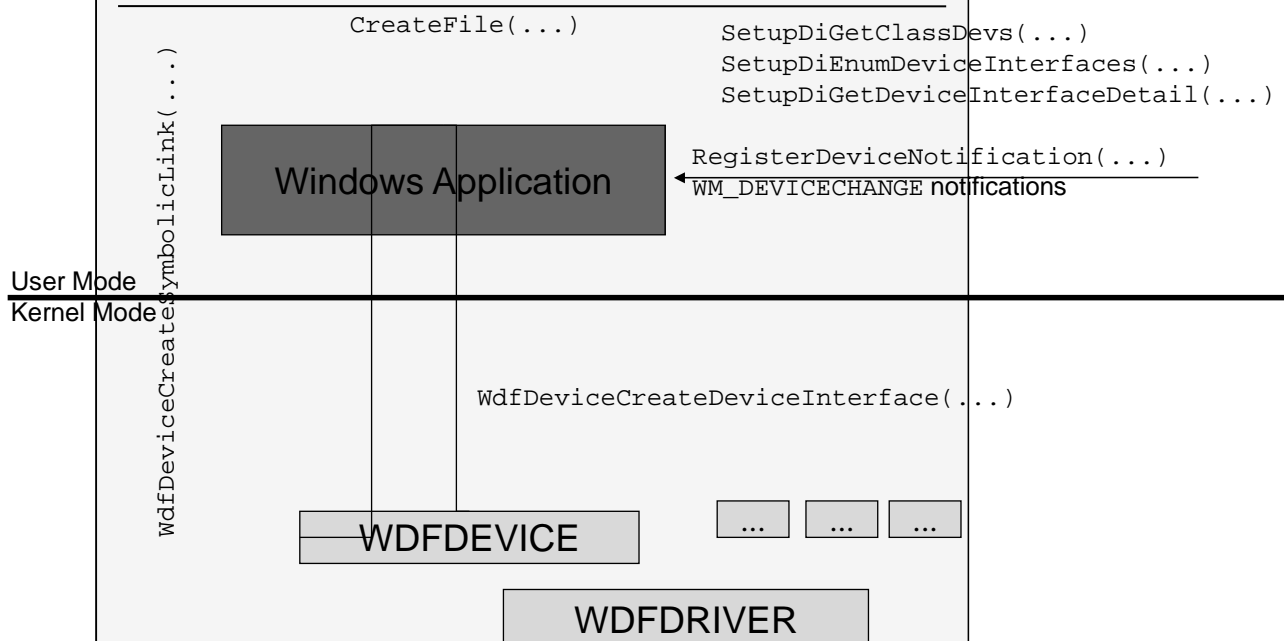 CreateFile(...)
SetupDiGetClassDevs(...)
SetupDiEnumDeviceInterfaces(...)
SetupDiGetDeviceInterfaceDetail(...)
WdfDeviceCreateSymbolicLink(...)
Windows Application
RegisterDeviceNotification(...)
WM_DEVICECHANGE notifications
User Mode
Kernel Mode
WdfDeviceCreateDeviceInterface(...)
WDFDEVICE
...
...
...
WDFDRIVER